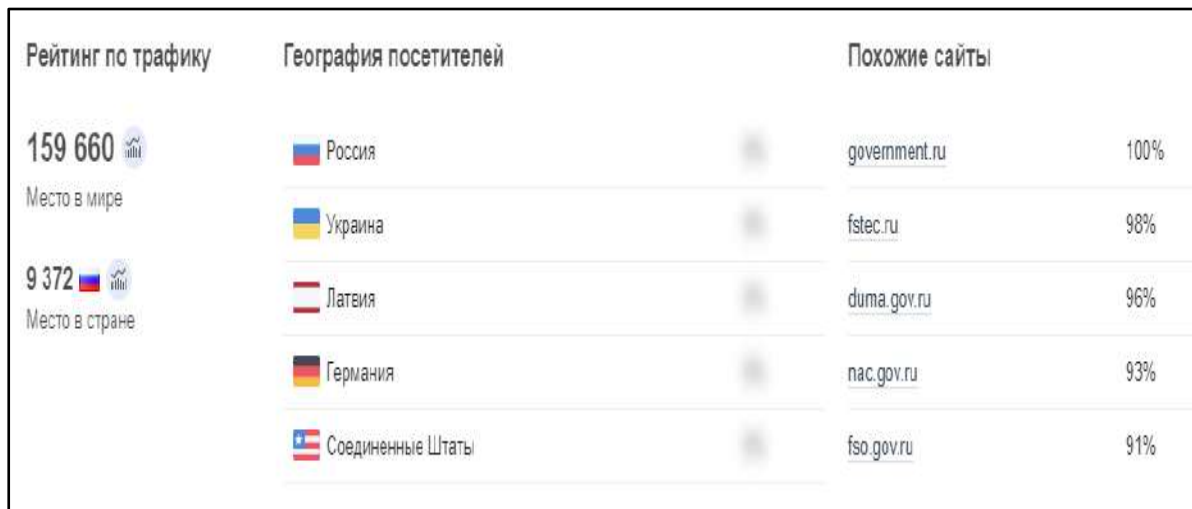 Рейтинг по трафику
География посетителей
Похожие сайты
159 660
Место в мире
9 372
Место в стране
Россия
Украина
Латвия
Германия
Соединенные Штаты
government.ru 100%
fstec.ru 98%
duma.gov.ru 96%
nac.gov.ru 93%
fso.gov.ru 91%